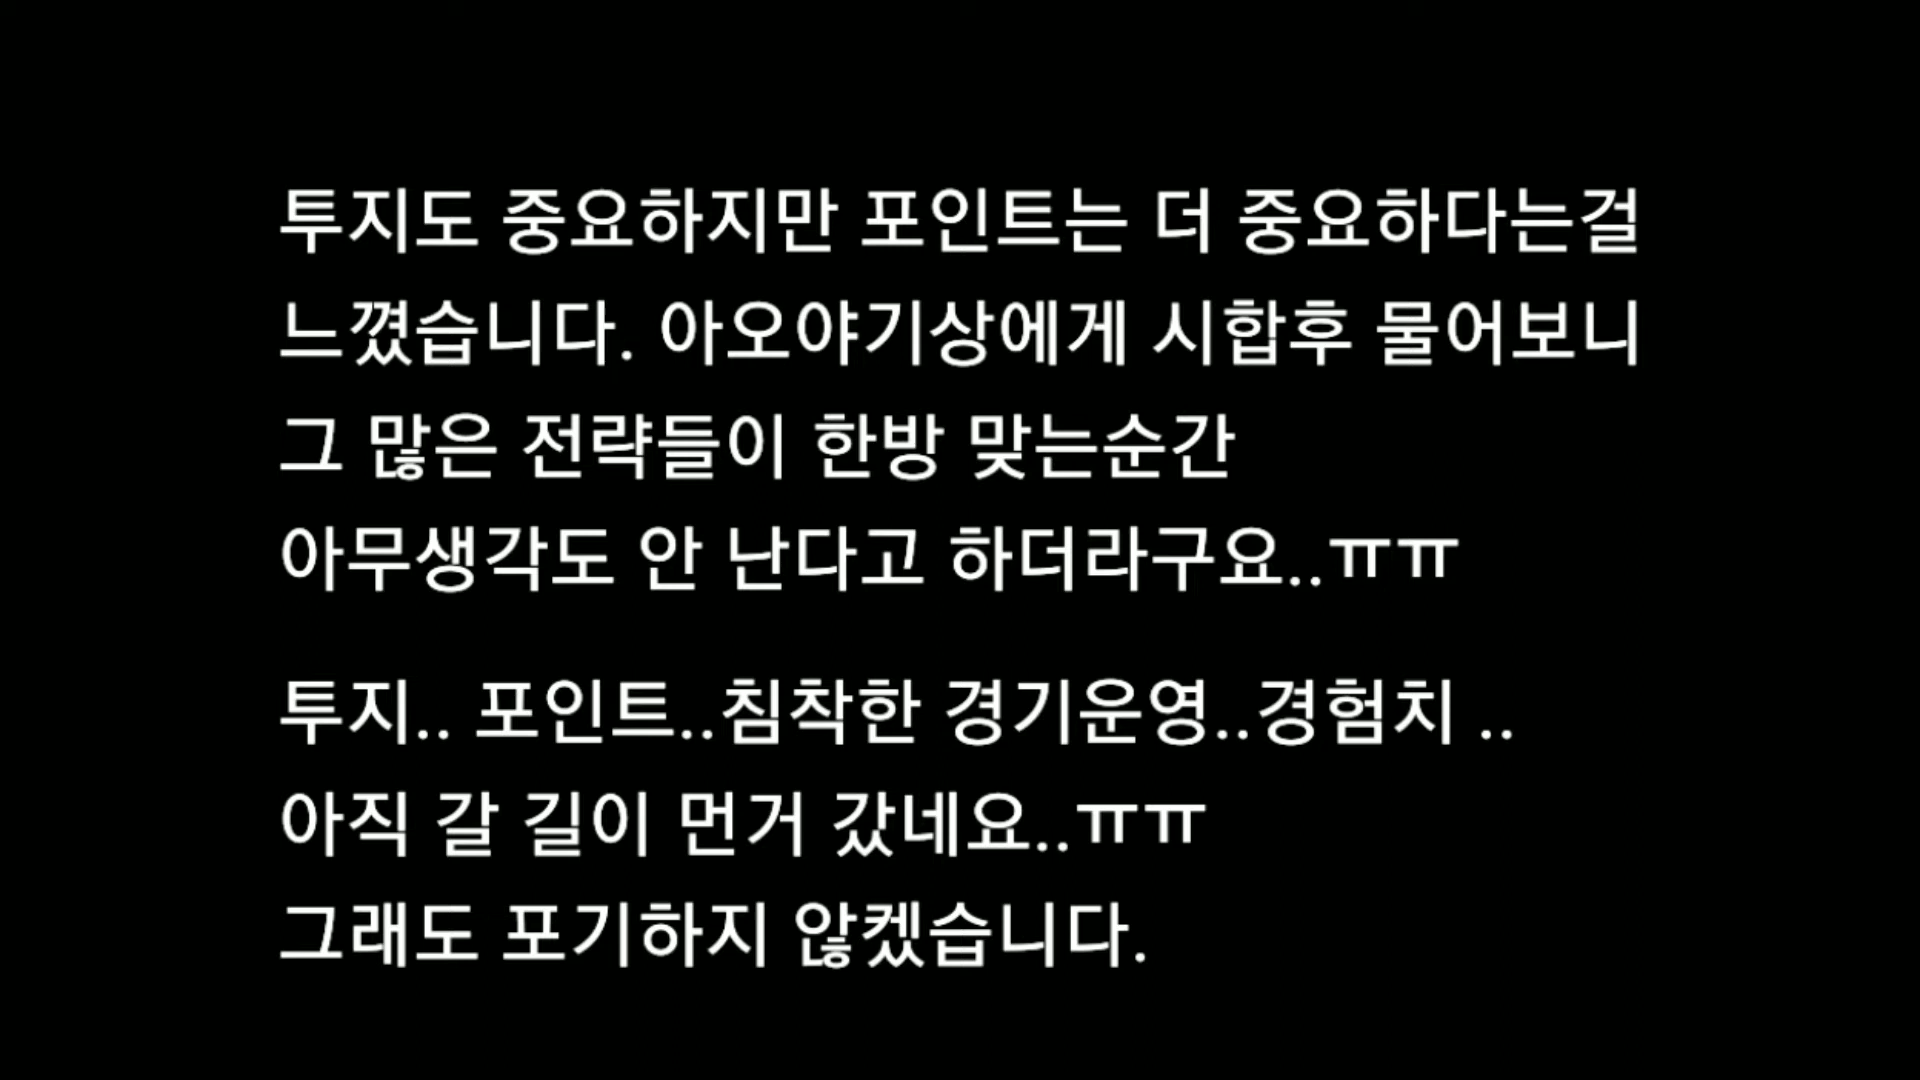 투지도 중요하지만 포인트는 더 중요하다는걸
느꼈습니다. 아오야기상에게 시합후 물어보니
그 많은 전략들이 한방 맞는순간
아무생각도 안 난다고 하더라구요..ㅠㅠ
투지.. 포인트..침착한 경기운영..경험치 ..
아직 갈 길이 먼거 갔네요..ㅠㅠ
그래도 포기하지 않켔습니다.